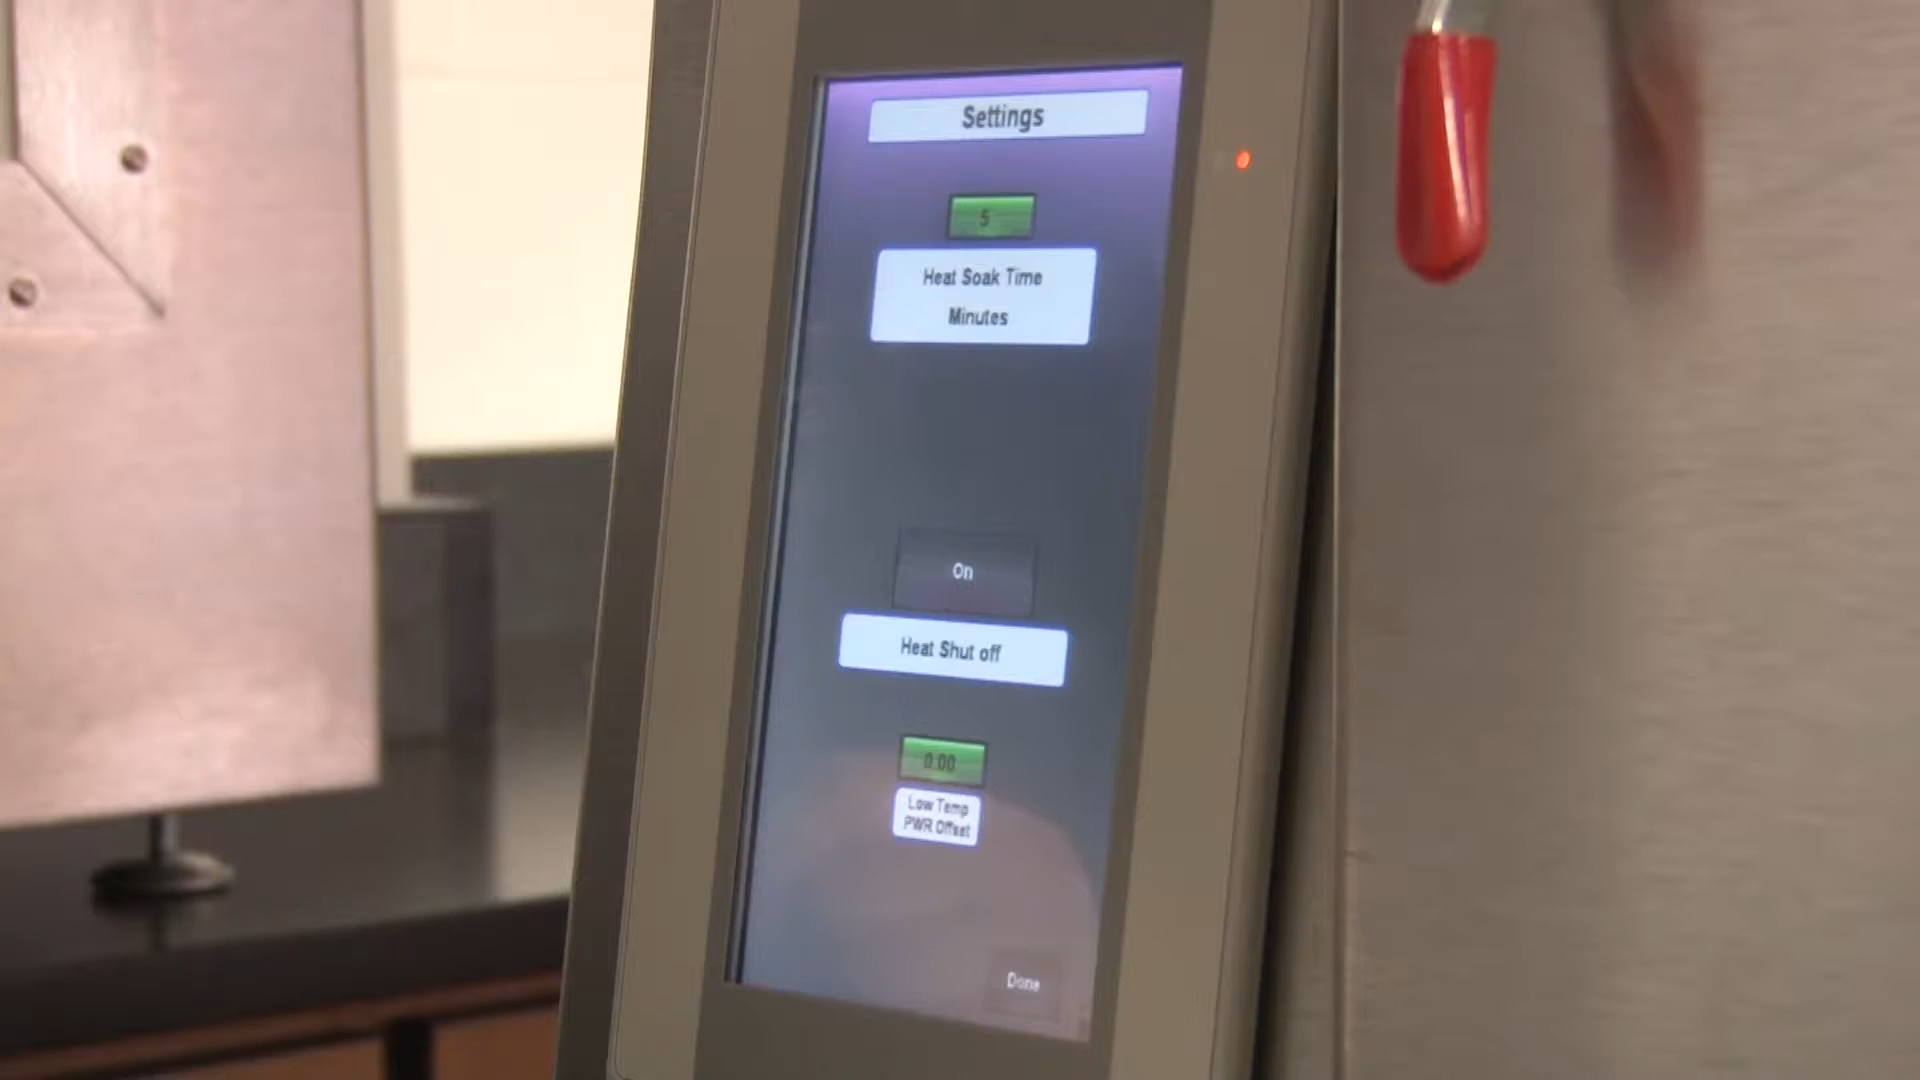 Settings
5
Heat Soak Time
Minutes
On
Heat Shut off
0.00
Low Temp
PWR Offset
Done